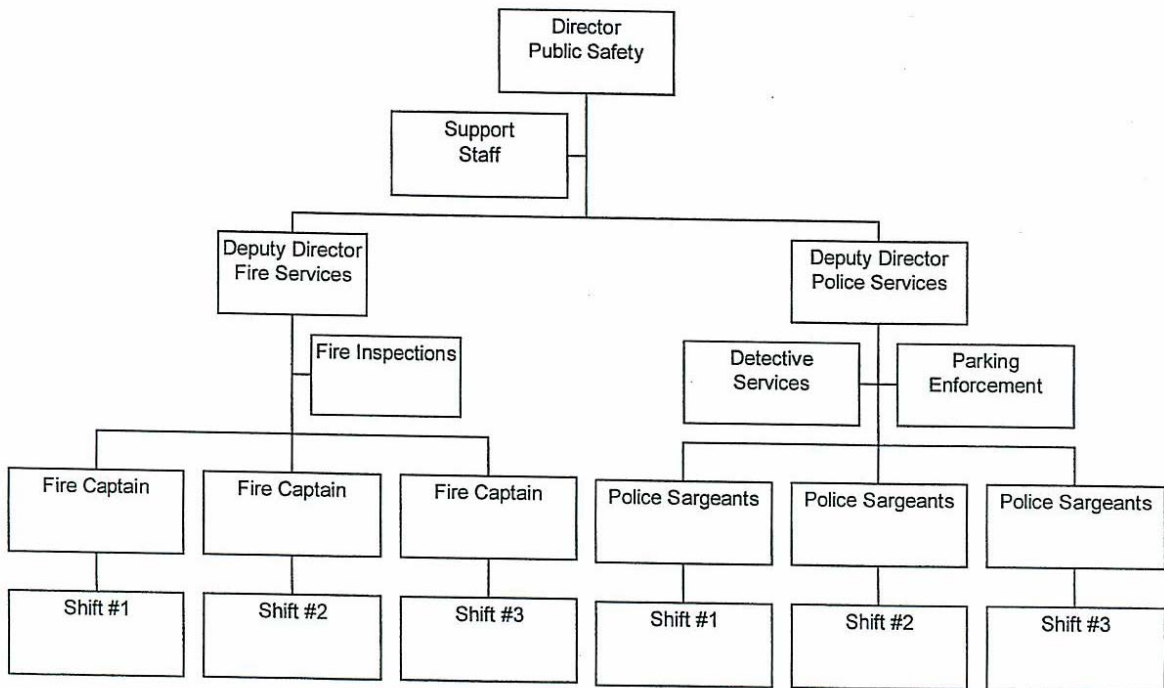 Director
Public Safety
Support
Staff
Deputy Director
Fire Services
Deputy Director
Police Services
Fire Inspections
Detective
Services
Parking
Enforcement
Fire Captain
Fire Captain
Fire Captain
Police Sargeants
Police Sargeants
Police Sargeants
Shift #1
Shift #2
Shift #3
Shift #1
Shift #2
Shift #3